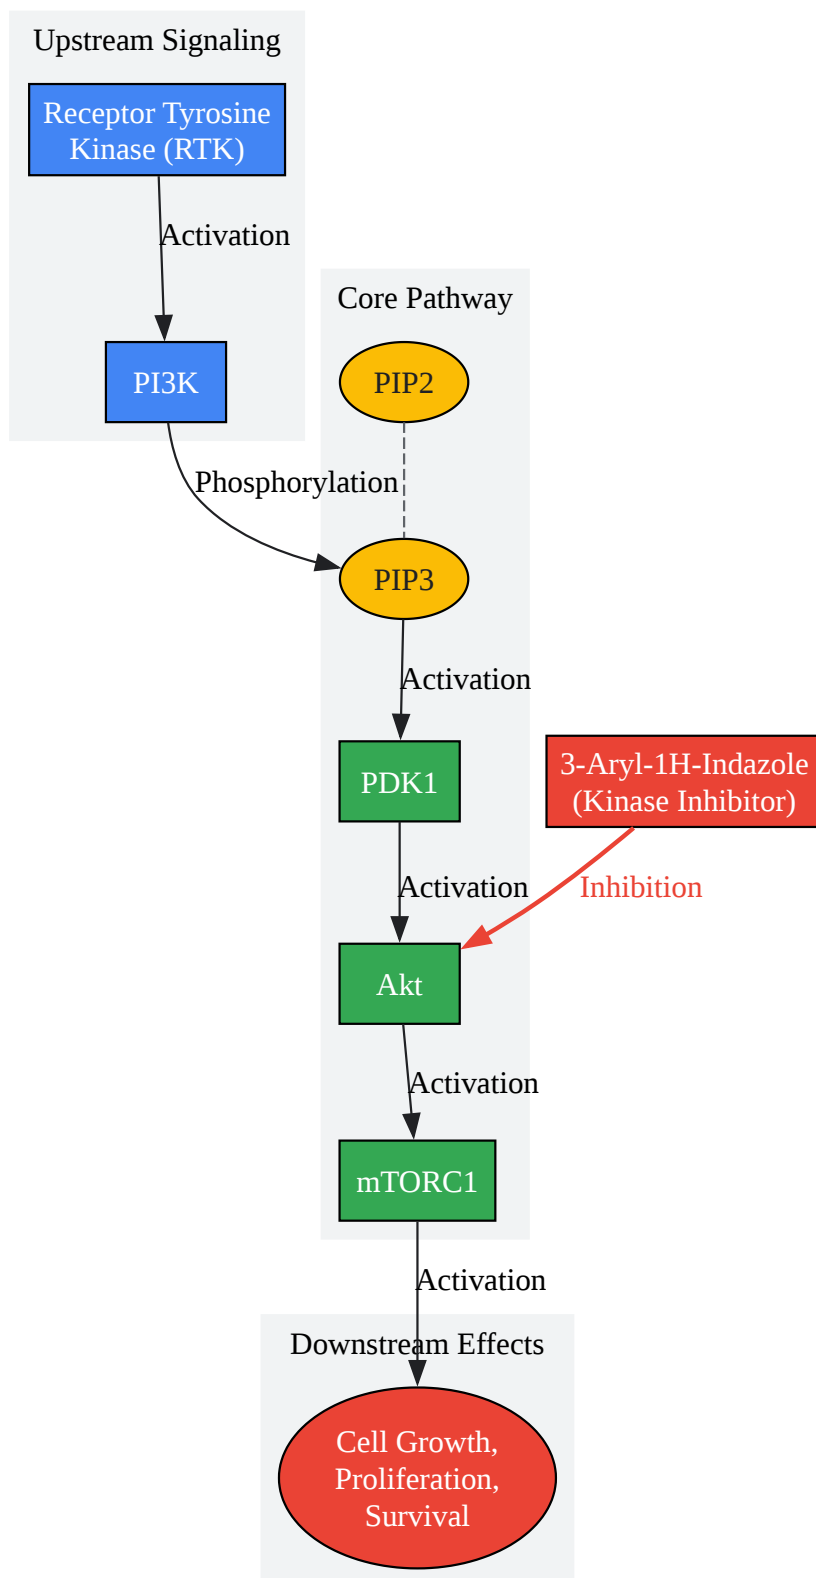 Upstream Signaling
Receptor Tyrosine
Kinase (RTK)
Activation
Core Pathway
PI3K
PIP2
Phosphorylation
PIP3
Activation
PDK1
3-Aryl-1H-Indazole
(Kinase Inhibitor)
Activation
Inhibition
Akt
Activation
mTORC1
Activation
Downstream Effects
Cell Growth,
Proliferation,
Survival